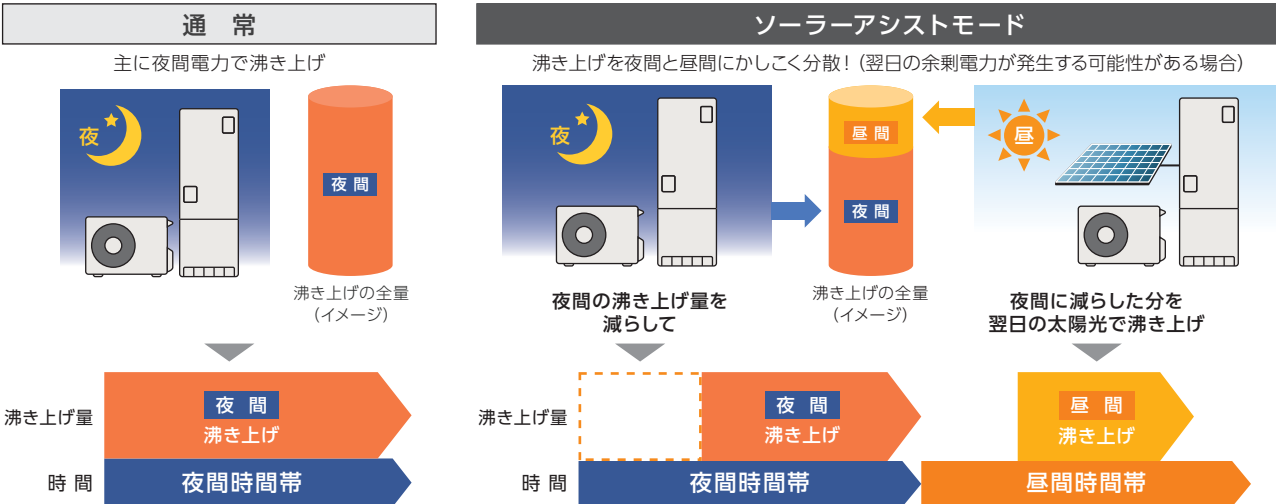 通 常
主に夜間電力で沸き上げ
夜
夜 間
沸き上げの全量
（イメージ）
沸き上げ量
夜 間
沸き上げ
時 間
夜間時間帯
ソーラーアシストモード
沸き上げを夜間と昼間にかしこく分散！（翌日の余剰電力が発生する可能性がある場合）
夜
昼 間
夜 間
昼
夜間の沸き上げ量を
減らして
沸き上げの全量
（イメージ）
夜間に減らした分を
翌日の太陽光で沸き上げ
沸き上げ量
夜 間
沸き上げ
昼 間
沸き上げ
時 間
夜間時間帯
昼間時間帯